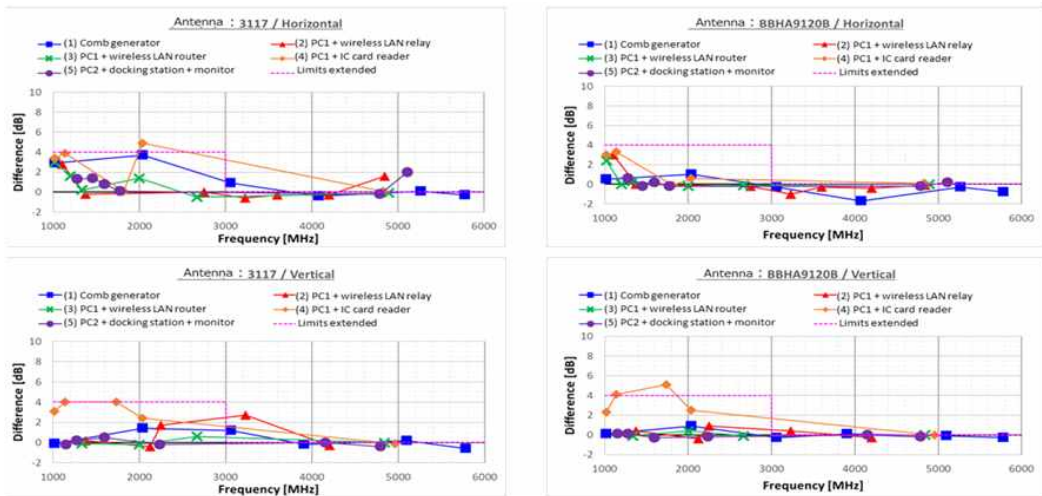 Antenna : 3117 / Horizontal
(1) Comb generator
(2) PC1 + wireless LAN relay
(3) PC1 + wireless LAN router
(4) PC1 + IC card reader
(5) PC2 + docking station + monitor
Limits extended
Difference [dB]
10
8
6
4
2
0
-2
1000 2000 3000 4000 5000 6000
Frequency [MHz]
Antenna : BBHA9120B / Horizontal
(1) Comb generator
(2) PC1 + wireless LAN relay
(3) PC1 + wireless LAN router
(4) PC1 + IC card reader
(5) PC2 + docking station + monitor
Limits extended
Difference [dB]
10
8
6
4
2
0
-2
1000 2000 3000 4000 5000 6000
Frequency [MHz]
Antenna : 3117 / Vertical
(1) Comb generator
(2) PC1 + wireless LAN relay
(3) PC1 + wireless LAN router
(4) PC1 + IC card reader
(5) PC2 + docking station + monitor
Limits extended
Difference [dB]
10
8
6
4
2
0
-2
1000 2000 3000 4000 5000 6000
Frequency [MHz]
Antenna : BBHA9120B / Vertical
(1) Comb generator
(2) PC1 + wireless LAN relay
(3) PC1 + wireless LAN router
(4) PC1 + IC card reader
(5) PC2 + docking station + monitor
Limits extended
Difference [dB]
10
8
6
4
2
0
-2
1000 2000 3000 4000 5000 6000
Frequency [MHz]